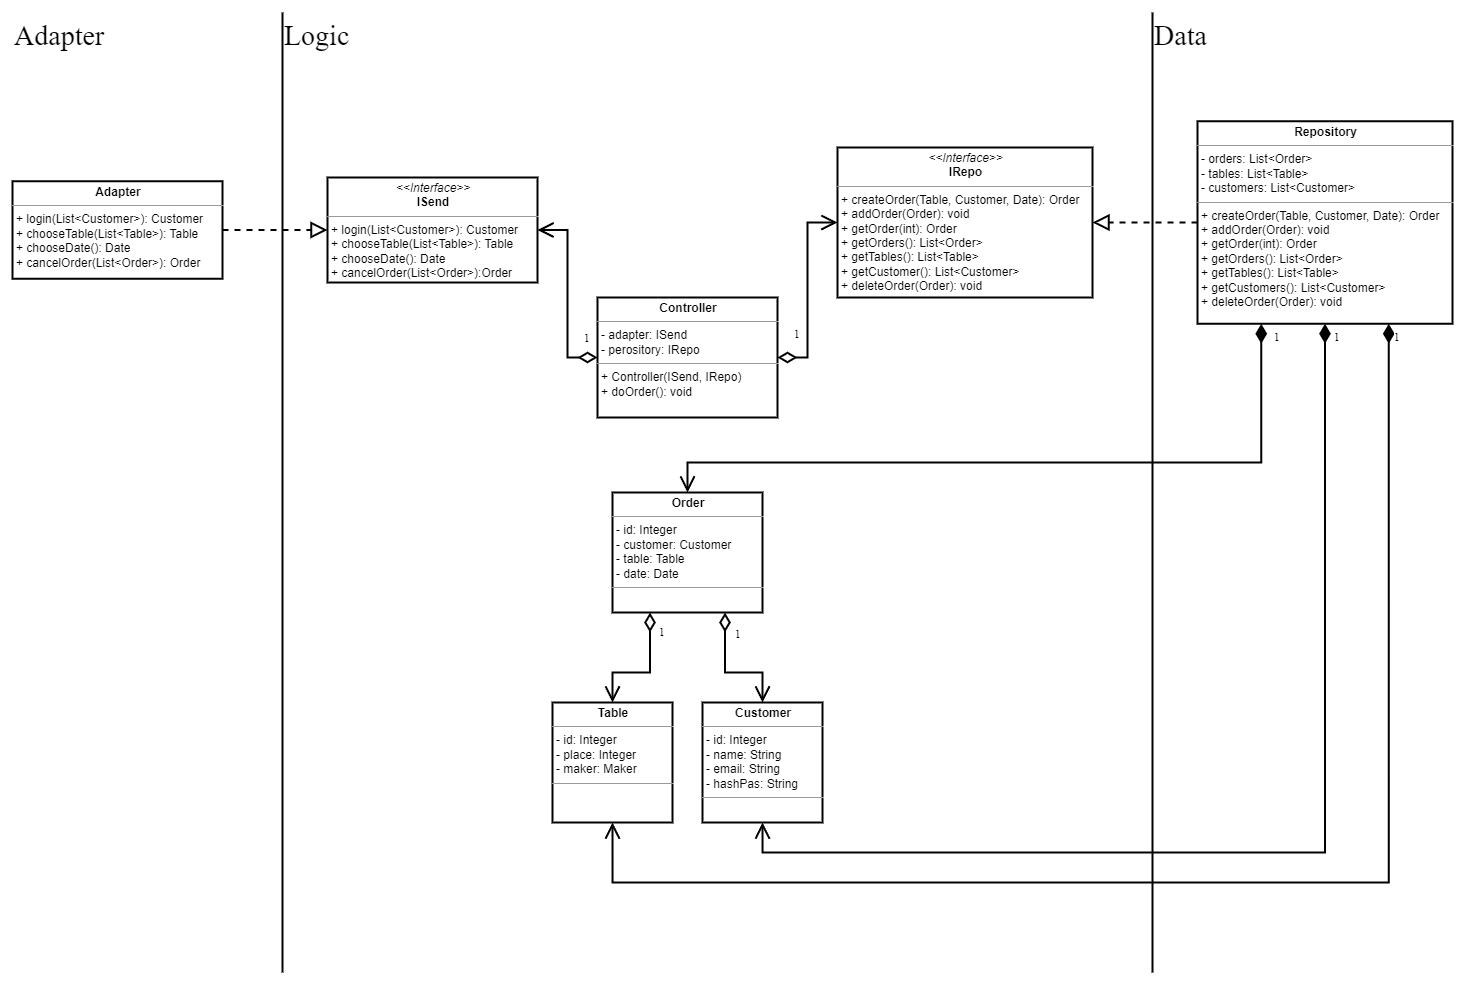 Adapter
Logic
Data
Adapter
+ login(List<Customer>): Customer
+ chooseTable(List<Table>): Table
+ chooseDate(): Date
+ cancelOrder(List<Order>): Order
<<Interface>>
ISend
+ login(List<Customer>): Customer
+ chooseTable(List<Table>): Table
+ chooseDate(): Date
+ cancelOrder(List<Order>):Order
Controller
- adapter: ISend
- perository: IRepo
+ Controller(ISend, IRepo)
+ doOrder(): void
1
1
<<Interface>>
IRepo
+ createOrder(Table, Customer, Date): Order
+ addOrder(Order): void
+ getOrder(int): Order
+ getOrders(): List<Order>
+ getTables(): List<Table>
+ getCustomer(): List<Customer>
+ deleteOrder(Order): void
Repository
- orders: List<Order>
- tables: List<Table>
- customers: List<Customer>
+ createOrder(Table, Customer, Date): Order
+ addOrder(Order): void
+ getOrder(int): Order
+ getOrders(): List<Order>
+ getTables(): List<Table>
+ getCustomers(): List<Customer>
+ deleteOrder(Order): void
1
1
1
Order
- id: Integer
- customer: Customer
- table: Table
- date: Date
1
1
Table
- id: Integer
- place: Integer
- maker: Maker
Customer
- id: Integer
- name: String
- email: String
- hashPas: String